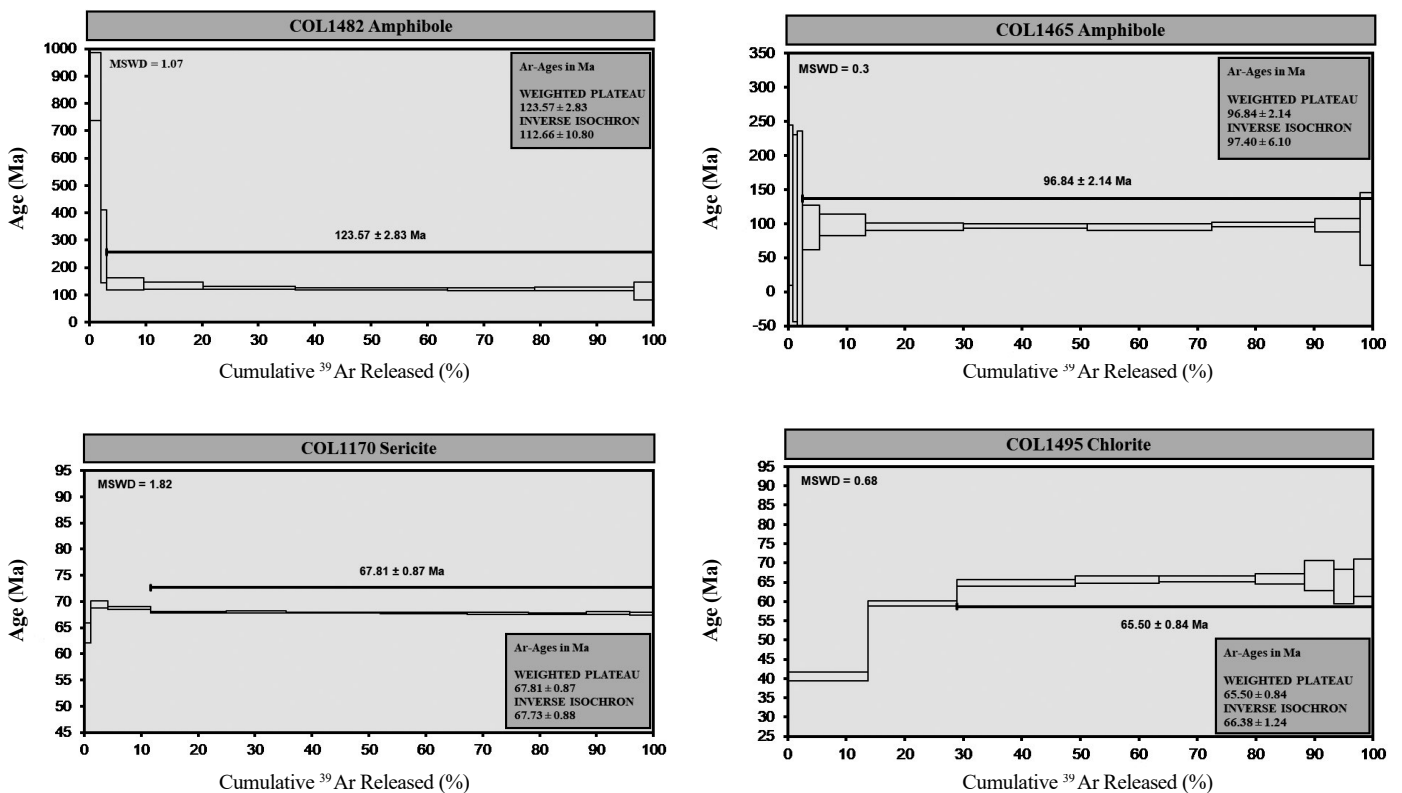 COL1482 Amphibole
1000
900
800
700
600
500
400
300
200
100
0
Age (Ma)
MSWD = 1.07
Ar-Ages in Ma
WEIGHTED PLATEAU
123.57 ± 2.83
INVERSE ISOCHRON
112.66 ± 10.80
123.57 ± 2.83 Ma
0 10 20 30 40 50 60 70 80 90 100
Cumulative ³⁹Ar Released (%)
COL1465 Amphibole
350
300
250
200
150
100
50
0
-50
Age (Ma)
MSWD = 0.3
Ar-Ages in Ma
WEIGHTED PLATEAU
96.84 ± 2.14
INVERSE ISOCHRON
97.40 ± 6.10
96.84 ± 2.14 Ma
0 10 20 30 40 50 60 70 80 90 100
Cumulative ³⁹Ar Released (%)
COL1170 Sericite
95
90
85
80
75
70
65
60
55
50
45
Age (Ma)
MSWD = 1.82
67.81 ± 0.87 Ma
Ar-Ages in Ma
WEIGHTED PLATEAU
67.81 ± 0.87
INVERSE ISOCHRON
67.73 ± 0.88
0 10 20 30 40 50 60 70 80 90 100
Cumulative ³⁹Ar Released (%)
COL1495 Chlorite
95
90
85
80
75
70
65
60
55
50
45
40
35
30
25
Age (Ma)
MSWD = 0.68
65.50 ± 0.84 Ma
Ar-Ages in Ma
WEIGHTED PLATEAU
65.50 ± 0.84
INVERSE ISOCHRON
66.38 ± 1.24
0 10 20 30 40 50 60 70 80 90 100
Cumulative ³⁹Ar Released (%)